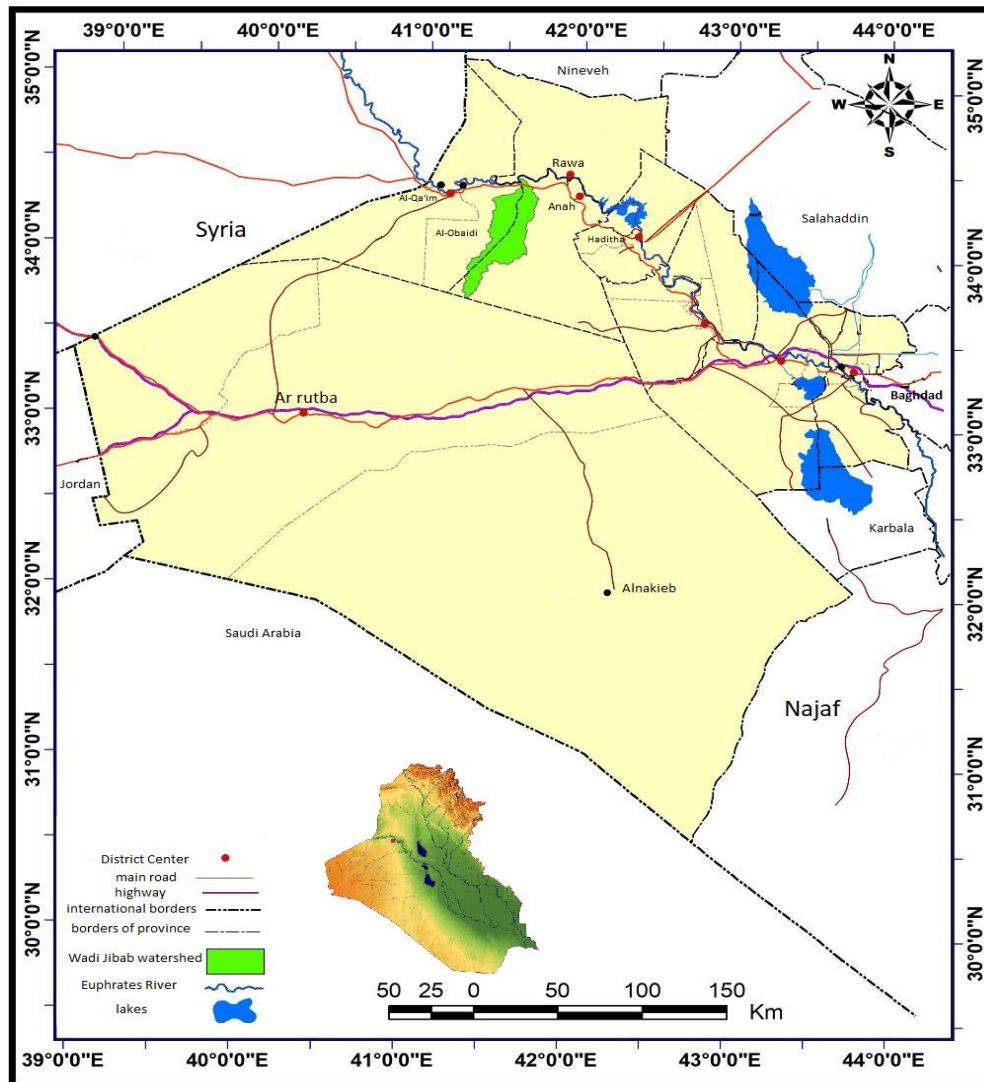 39°0'0"E 40°0'0"E 41°0'0"E 42°0'0"E 43°0'0"E 44°0'0"E
35°0'0"N
34°0'0"N
33°0'0"N
32°0'0"N
31°0'0"N
30°0'0"N
35°0'0"N
34°0'0"N
33°0'0"N
32°0'0"N
31°0'0"N
30°0'0"N
N
W E
S
Nineveh
Rawa
Al-Qa'im
Anah
Syria
Al-Obaidi
Haditha
Salahaddin
Ar rutba
Baghdad
Jordan
Karbala
Alnakieb
Saudi Arabia
Najaf
District Center
main road
highway
international borders
borders of province
Wadi Jibab watershed
Euphrates River
lakes
50 25 0 50 100 150
Km
39°0'0"E 40°0'0"E 41°0'0"E 42°0'0"E 43°0'0"E 44°0'0"E